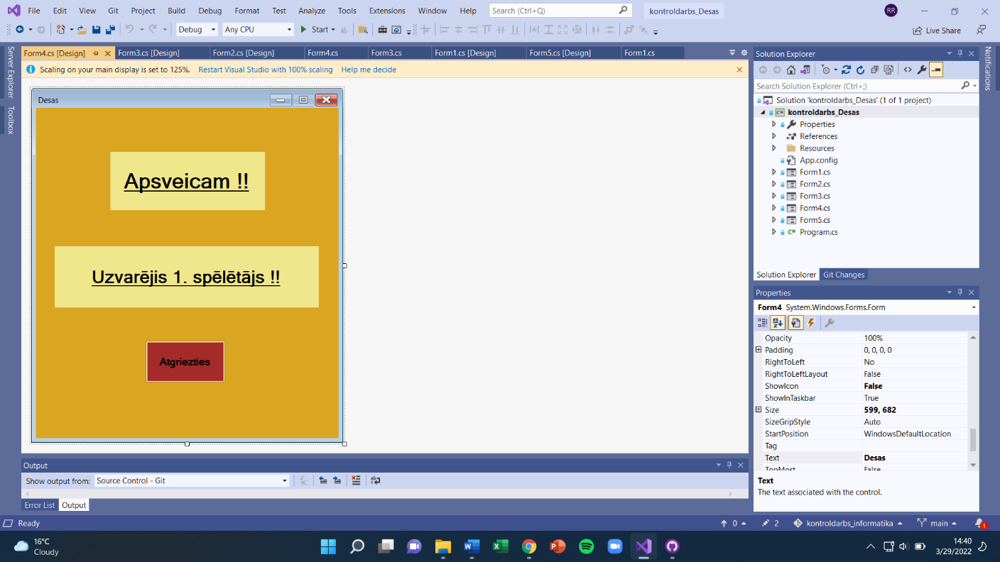 File Edit View Git Project Build Debug Format Test Analyze Tools Extensions Window Help Search (Ctrl+Q) kontroldarbs_Desas RR
Debug Any CPU Start Live Share
Server Explorer
Toolbox
Form4.cs [Design] Form3.cs [Design] Form2.cs [Design] Form4.cs Form3.cs Form1.cs [Design] Form5.cs [Design] Form1.cs
Scaling on your main display is set to 125%. Restart Visual Studio with 100% scaling Help me decide
Desas
Apsveicam !!
Uzvarējis 1. spēlētājs !!
Atgriezties
Output
Show output from: Source Control - Git
Error List Output
Solution Explorer
Search Solution Explorer (Ctrl+;)
Solution 'kontroldarbs_Desas' (1 of 1 project)
kontroldarbs_Desas
Properties
References
Resources
App.config
Form1.cs
Form2.cs
Form3.cs
Form4.cs
Form5.cs
Program.cs
Solution Explorer Git Changes
Properties
Form4 System.Windows.Forms.Form
Opacity 100%
Padding 0, 0, 0, 0
RightToLeft No
RightToLeftLayout False
ShowIcon False
ShowInTaskbar True
Size 599, 682
SizeGripStyle Auto
StartPosition WindowsDefaultLocation
Tag
Text Desas
TopMost False
Text
The text associated with the control.
Notifications
Ready 0 2 kontroldarbs_informatika main 1
16°C
Cloudy
14:40
3/29/2022